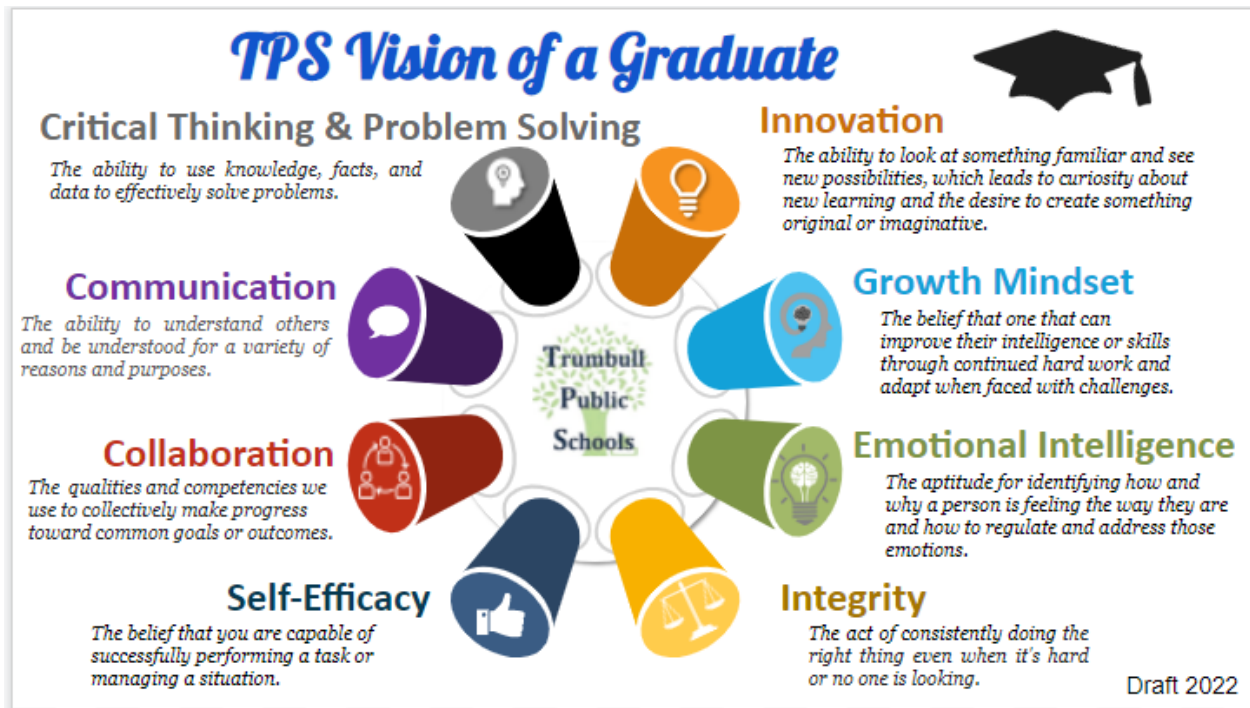 TPS Vision of a Graduate
Critical Thinking & Problem Solving
The ability to use knowledge, facts, and
data to effectively solve problems.
Innovation
The ability to look at something familiar and see
new possibilities, which leads to curiosity about
new learning and the desire to create something
original or imaginative.
Communication
The ability to understand others
and be understood for a variety of
reasons and purposes.
Growth Mindset
The belief that one that can
improve their intelligence or skills
through continued hard work and
adapt when faced with challenges.
Trumbull
Public
Schools
Collaboration
The qualities and competencies we
use to collectively make progress
toward common goals or outcomes.
Emotional Intelligence
The aptitude for identifying how and
why a person is feeling the way they are
and how to regulate and address those
emotions.
Self-Efficacy
The belief that you are capable of
successfully performing a task or
managing a situation.
Integrity
The act of consistently doing the
right thing even when it's hard
or no one is looking.
Draft 2022